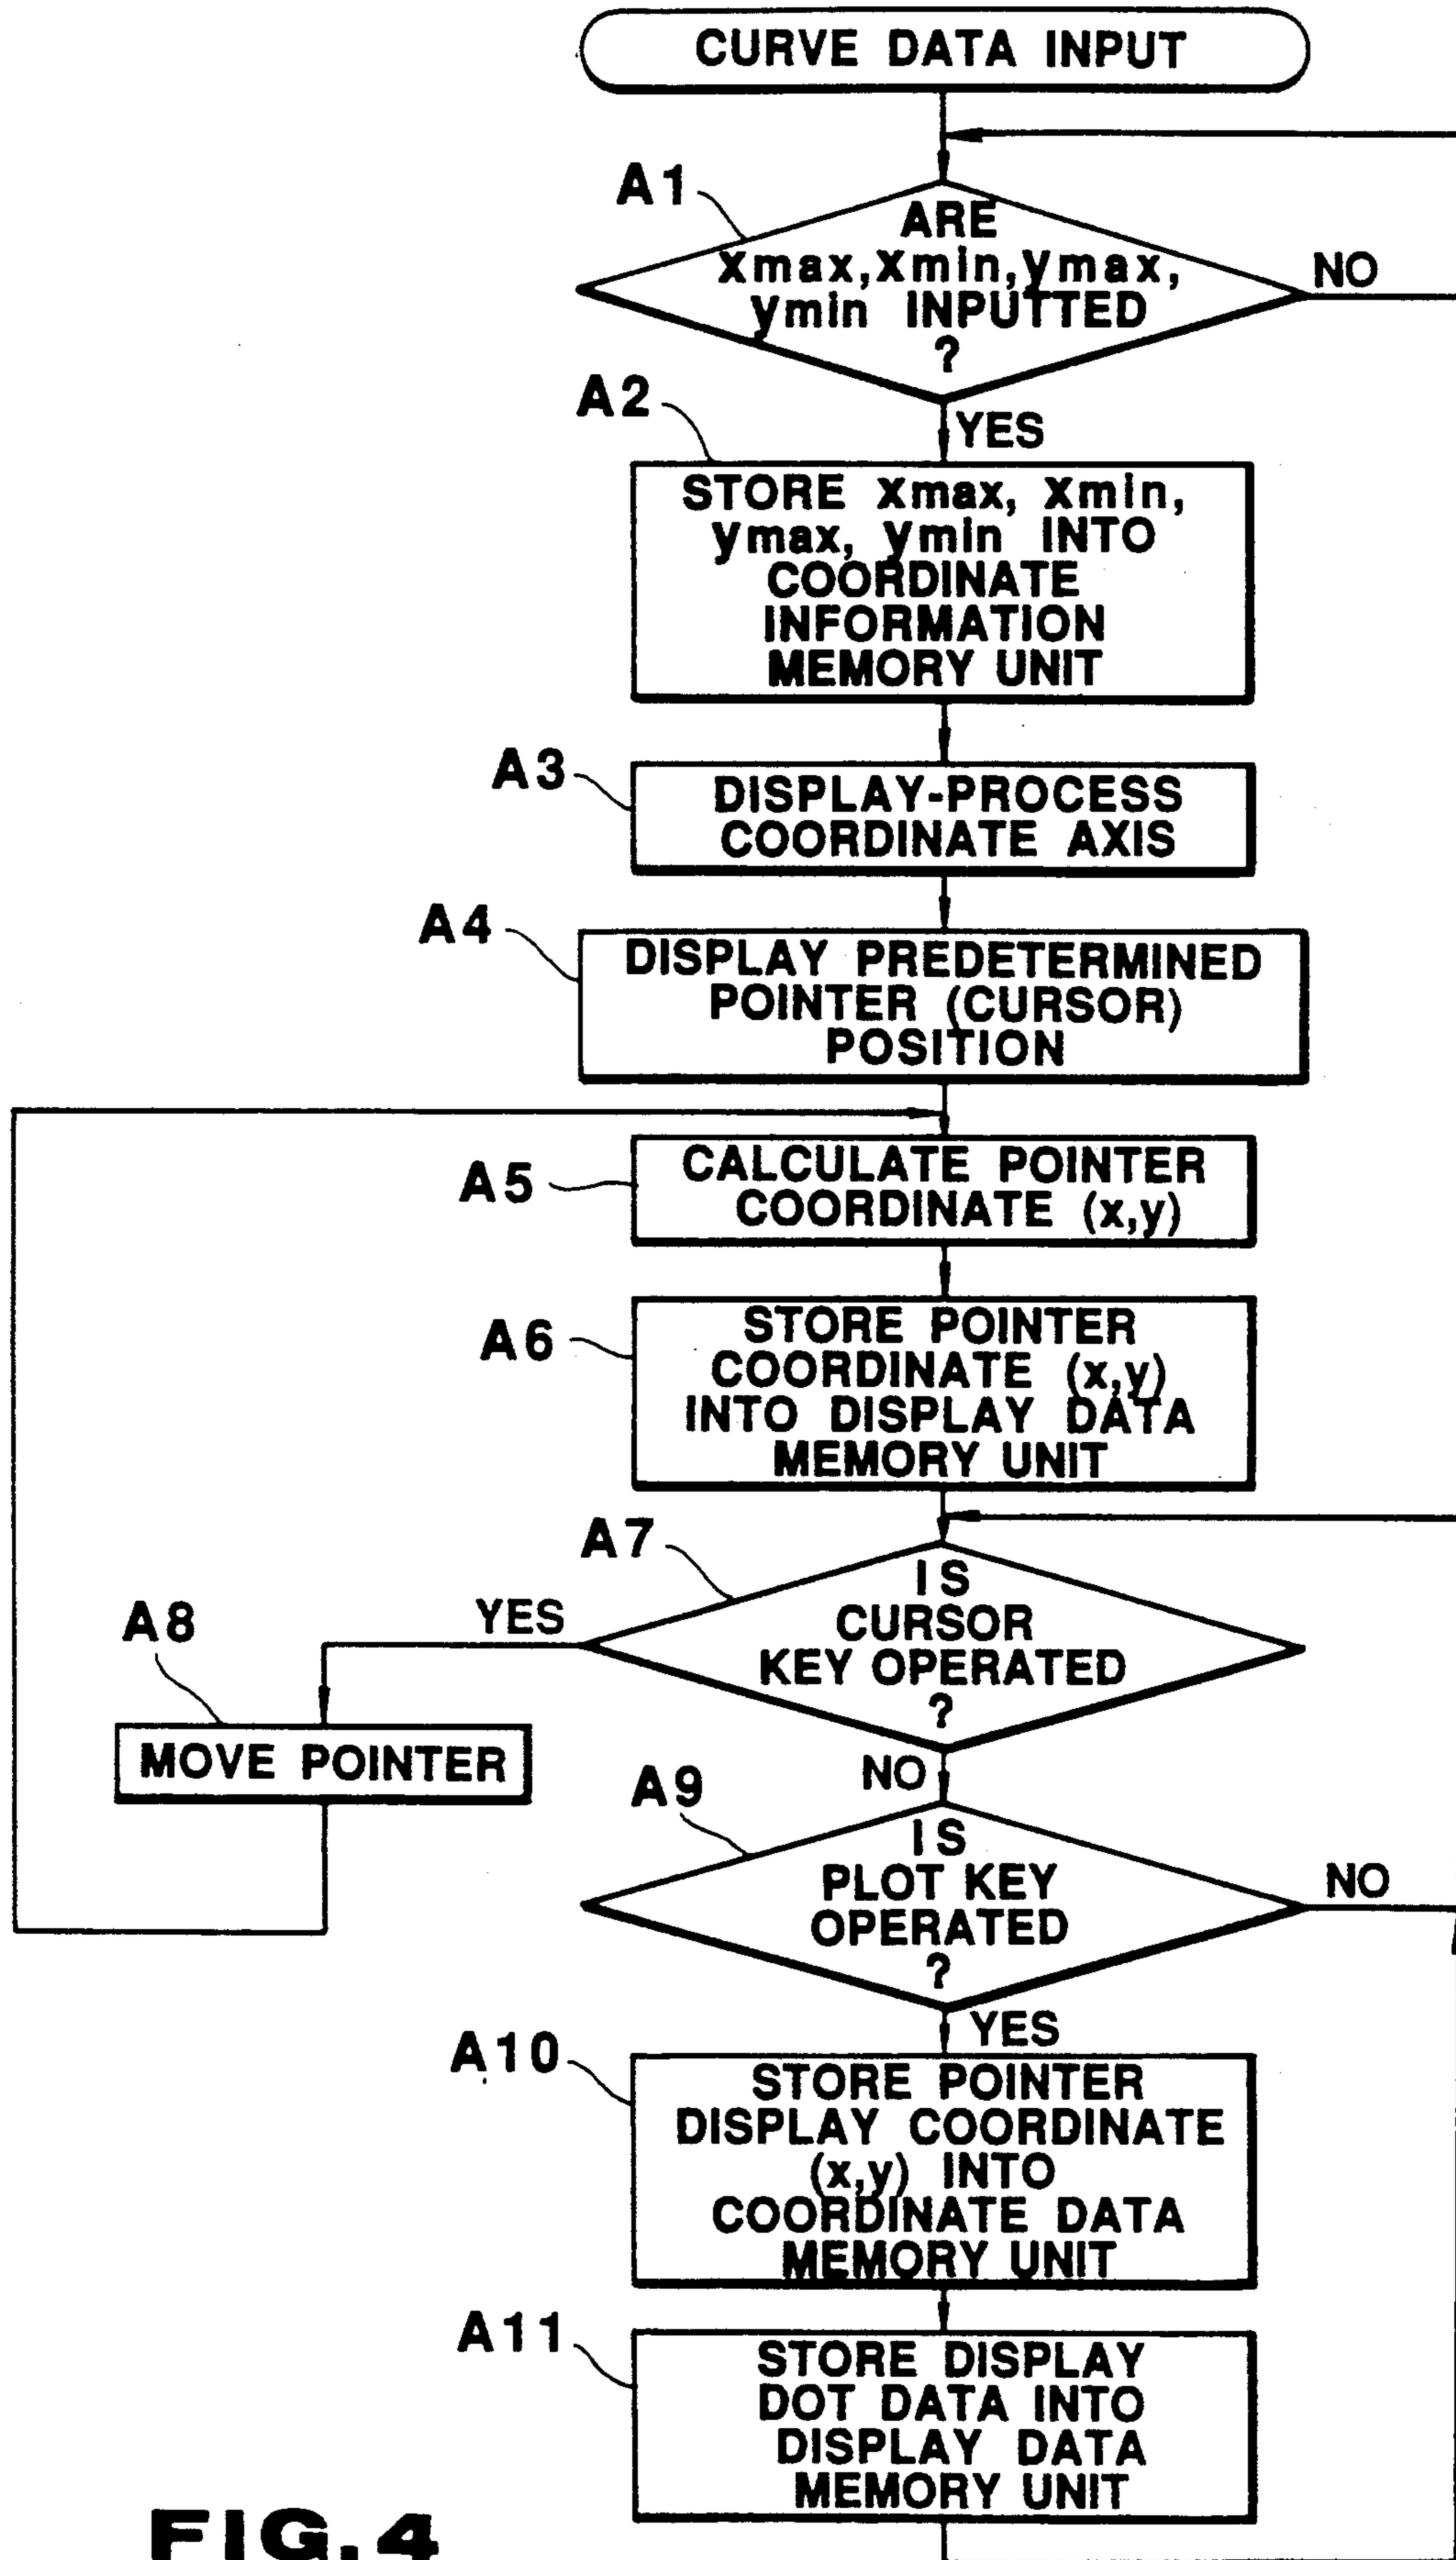 CURVE DATA INPUT
A1
ARE
xmax,xmin,ymax,
ymin INPUTTED
?
NO
YES
A2
STORE xmax, xmin,
ymax, ymin INTO
COORDINATE
INFORMATION
MEMORY UNIT
A3
DISPLAY-PROCESS
COORDINATE AXIS
A4
DISPLAY PREDETERMINED
POINTER (CURSOR)
POSITION
A5
CALCULATE POINTER
COORDINATE (x,y)
A6
STORE POINTER
COORDINATE (x,y)
INTO DISPLAY DATA
MEMORY UNIT
A7
IS
CURSOR
KEY OPERATED
?
YES
A8
MOVE POINTER
NO
A9
IS
PLOT KEY
OPERATED
?
NO
YES
A10
STORE POINTER
DISPLAY COORDINATE
(x,y) INTO
COORDINATE DATA
MEMORY UNIT
A11
STORE DISPLAY
DOT DATA INTO
DISPLAY DATA
MEMORY UNIT
FIG.4